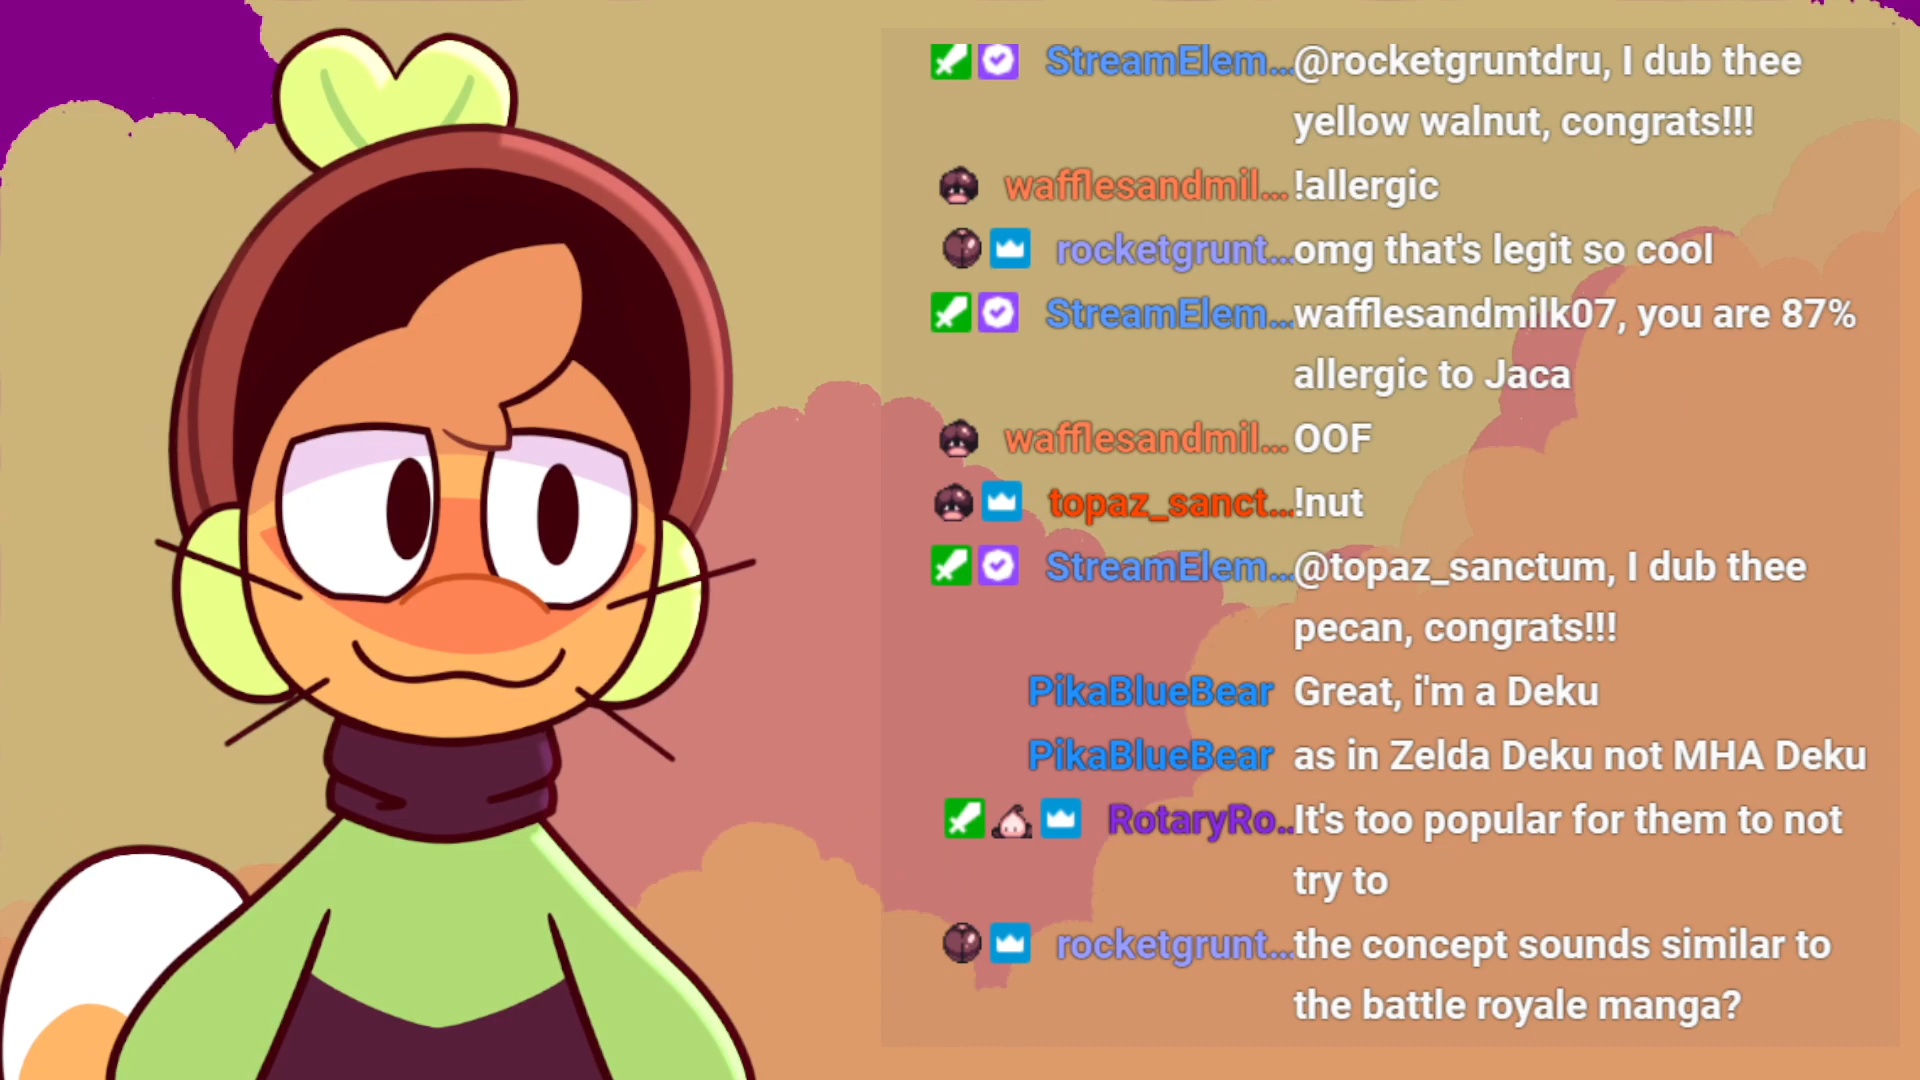 StreamElem...@rocketgruntdru, I dub thee
yellow walnut, congrats!!!
wafflesandmil...!allergic
rocketgrunt...omg that's legit so cool
StreamElem...wafflesandmilk07, you are 87%
allergic to Jaca
wafflesandmil...OOF
topaz_sanct...!nut
StreamElem...@topaz_sanctum, I dub thee
pecan, congrats!!!
PikaBlueBear Great, i'm a Deku
PikaBlueBear as in Zelda Deku not MHA Deku
RotaryRo..It's too popular for them to not
try to
rocketgrunt...the concept sounds similar to
the battle royale manga?